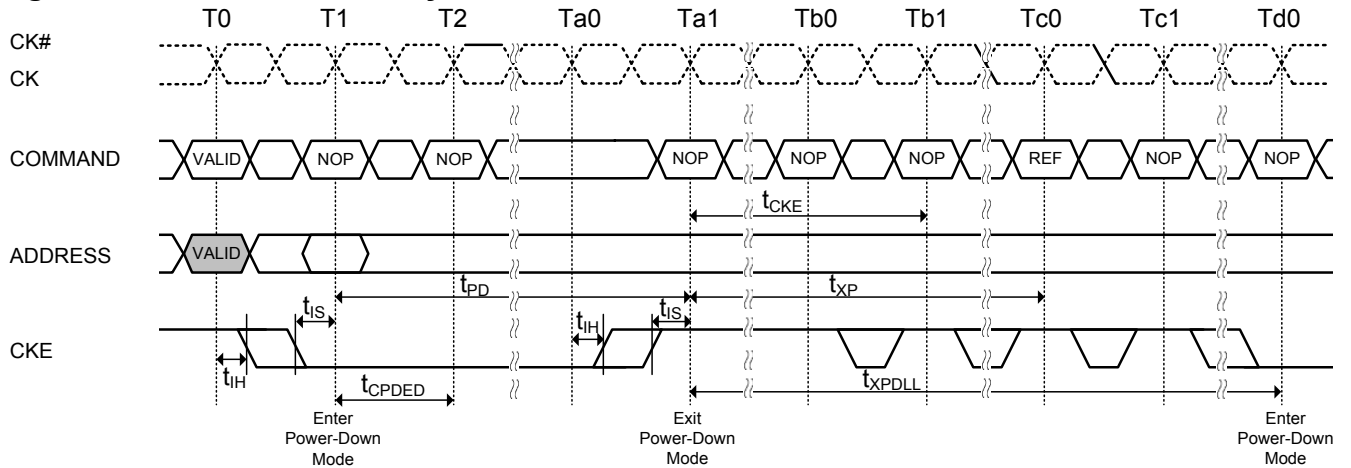 T0 T1 T2 Ta0 Ta1 Tb0 Tb1 Tc0 Tc1 Td0
CK#
CK
COMMAND VALID NOP NOP NOP NOP NOP REF NOP NOP
tCKE
ADDRESS VALID
tPD tXP
tIS tIH tIS
CKE
tIH tCPDED tXPDLL
Enter Power-Down Mode
Exit Power-Down Mode
Enter Power-Down Mode